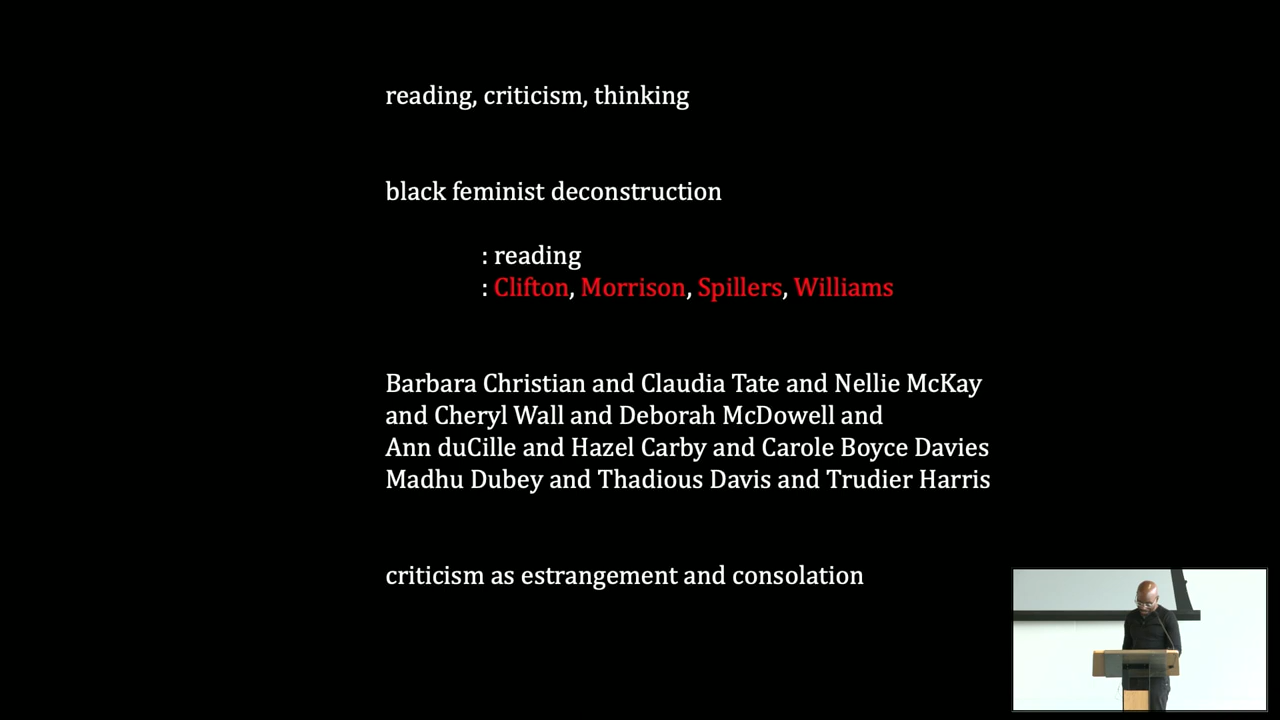 reading, criticism, thinking
black feminist deconstruction
: reading
: Clifton, Morrison, Spillers, Williams
Barbara Christian and Claudia Tate and Nellie McKay
and Cheryl Wall and Deborah McDowell and
Ann duCille and Hazel Carby and Carole Boyce Davies
Madhu Dubey and Thadious Davis and Trudier Harris
criticism as estrangement and consolation